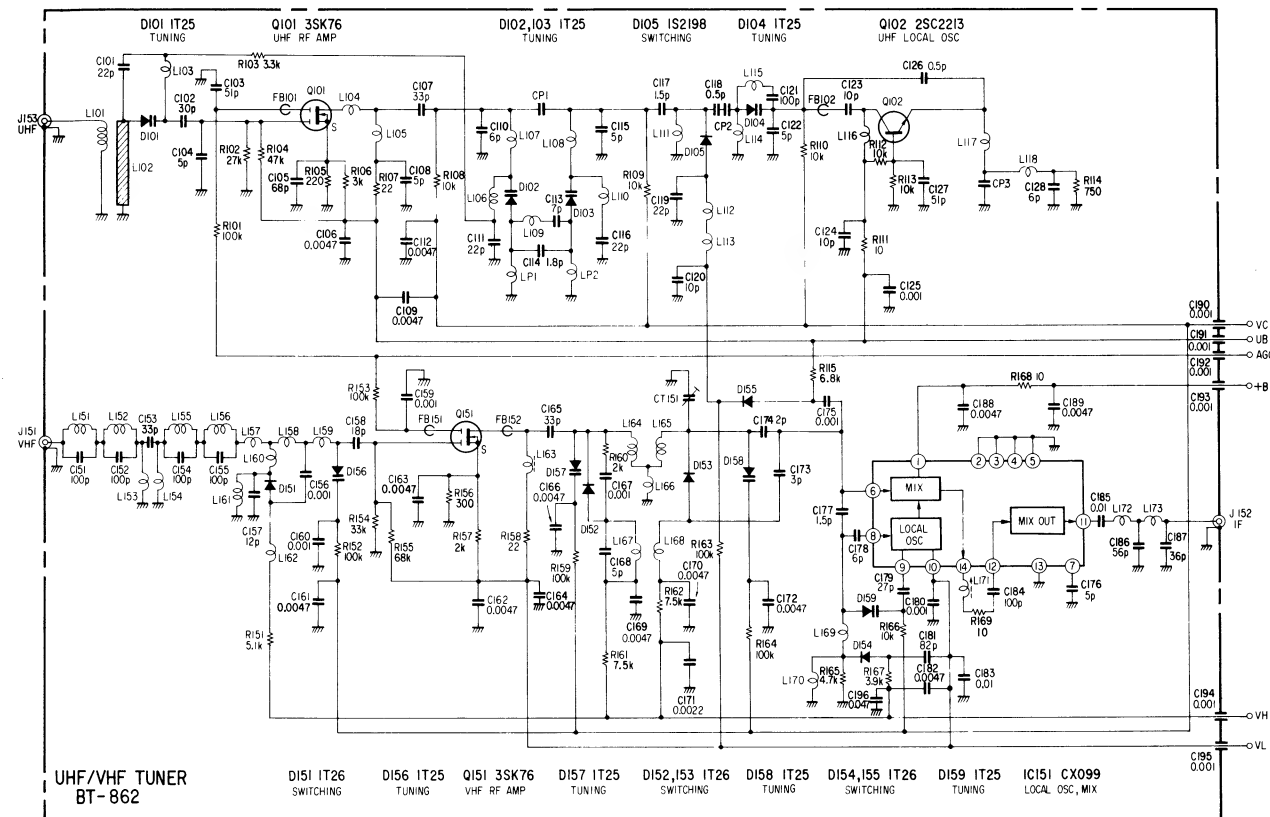 D101 1T25
TUNING
Q101 3SK76
UHF RF AMP
D102,103 1T25
TUNING
D105 1S2198
SWITCHING
D104 1T25
TUNING
Q102 2SC2213
UHF LOCAL OSC
C101
22p
L103
R103 3.3k
C103
51p
C102
30p
FB101
Q101
L104
C107
33p
CP1
C117
1.5p
C118
0.5p
L115
C121
100p
FB102
C123
10p
C126 0.5p
Q102
J153
UHF
L101
L102
D101
C104
5p
R102
27k
R104
47k
S
C105
68p
R105
220
R106
3k
L105
R107
22
C108
5p
R108
10k
C110
6p
L107
L108
C115
5p
L111
D105
CP2
D104
L114
C122
5p
R110
10k
L116
R112
10k
R113
10k
C127
51p
L117
L118
CP3
C128
6p
R114
750
R101
100k
C106
0.0047
C112
0.0047
L106
D102
C113
7p
D103
L110
C111
22p
L109
C116
22p
C114 1.8p
LP1
LP2
R109
10k
C119
22p
L112
L113
C120
10p
C124
10p
R111
10
C125
0.001
C109
0.0047
C190
0.001
VC
C191
0.001
UB
C192
0.001
AG
C193
0.001
+B
R115
6.8k
R153
100k
C159
0.001
CT151
D155
R168 10
C188
0.0047
C189
0.0047
J151
VHF
L151
L152
C153
33p
L155
L156
L157
L158
L159
C158
18p
FB151
Q151
FB152
C165
33p
L164
L165
C174 2p
C175
0.001
C151
100p
C152
100p
L153
L154
C154
100p
C155
100p
L160
L161
D151
C156
0.001
D156
C157
12p
L162
C163
0.0047
S
R156
300
L163
D157
R160
2k
C166
0.0047
C167
0.001
D152
L166
D153
D158
C173
3p
C177
1.5p
1
2
3
4
5
6
MIX
8
LOCAL
OSC
MIX OUT
11
C185
0.01
L172
L173
J152
IF
C186
56p
C187
36p
C178
6p
9
10
14
12
13
7
C160
0.001
R152
100k
R154
33k
R155
68k
R157
2k
R158
22
R159
100k
L167
C168
5p
L168
R163
100k
C170
0.0047
R162
7.5k
C179
27p
C180
0.001
D159
L171
C184
100p
C176
5p
R169
10
C161
0.0047
C162
0.0047
C164
0.0047
C169
0.0047
C172
0.0047
R164
100k
L169
R166
10k
C181
82p
R151
5.1k
R161
7.5k
C171
0.0022
D154
L170
R165
4.7k
R167
3.9k
C182
0.0047
C183
0.01
C196
0.047
C194
0.001
VH
VL
C195
0.001
UHF/VHF TUNER
BT-862
D151 1T26
SWITCHING
D156 1T25
TUNING
Q151 3SK76
VHF RF AMP
D157 1T25
TUNING
D152,153 1T26
SWITCHING
D158 1T25
TUNING
D154,155 1T26
SWITCHING
D159 1T25
TUNING
IC151 CX099
LOCAL OSC, MIX